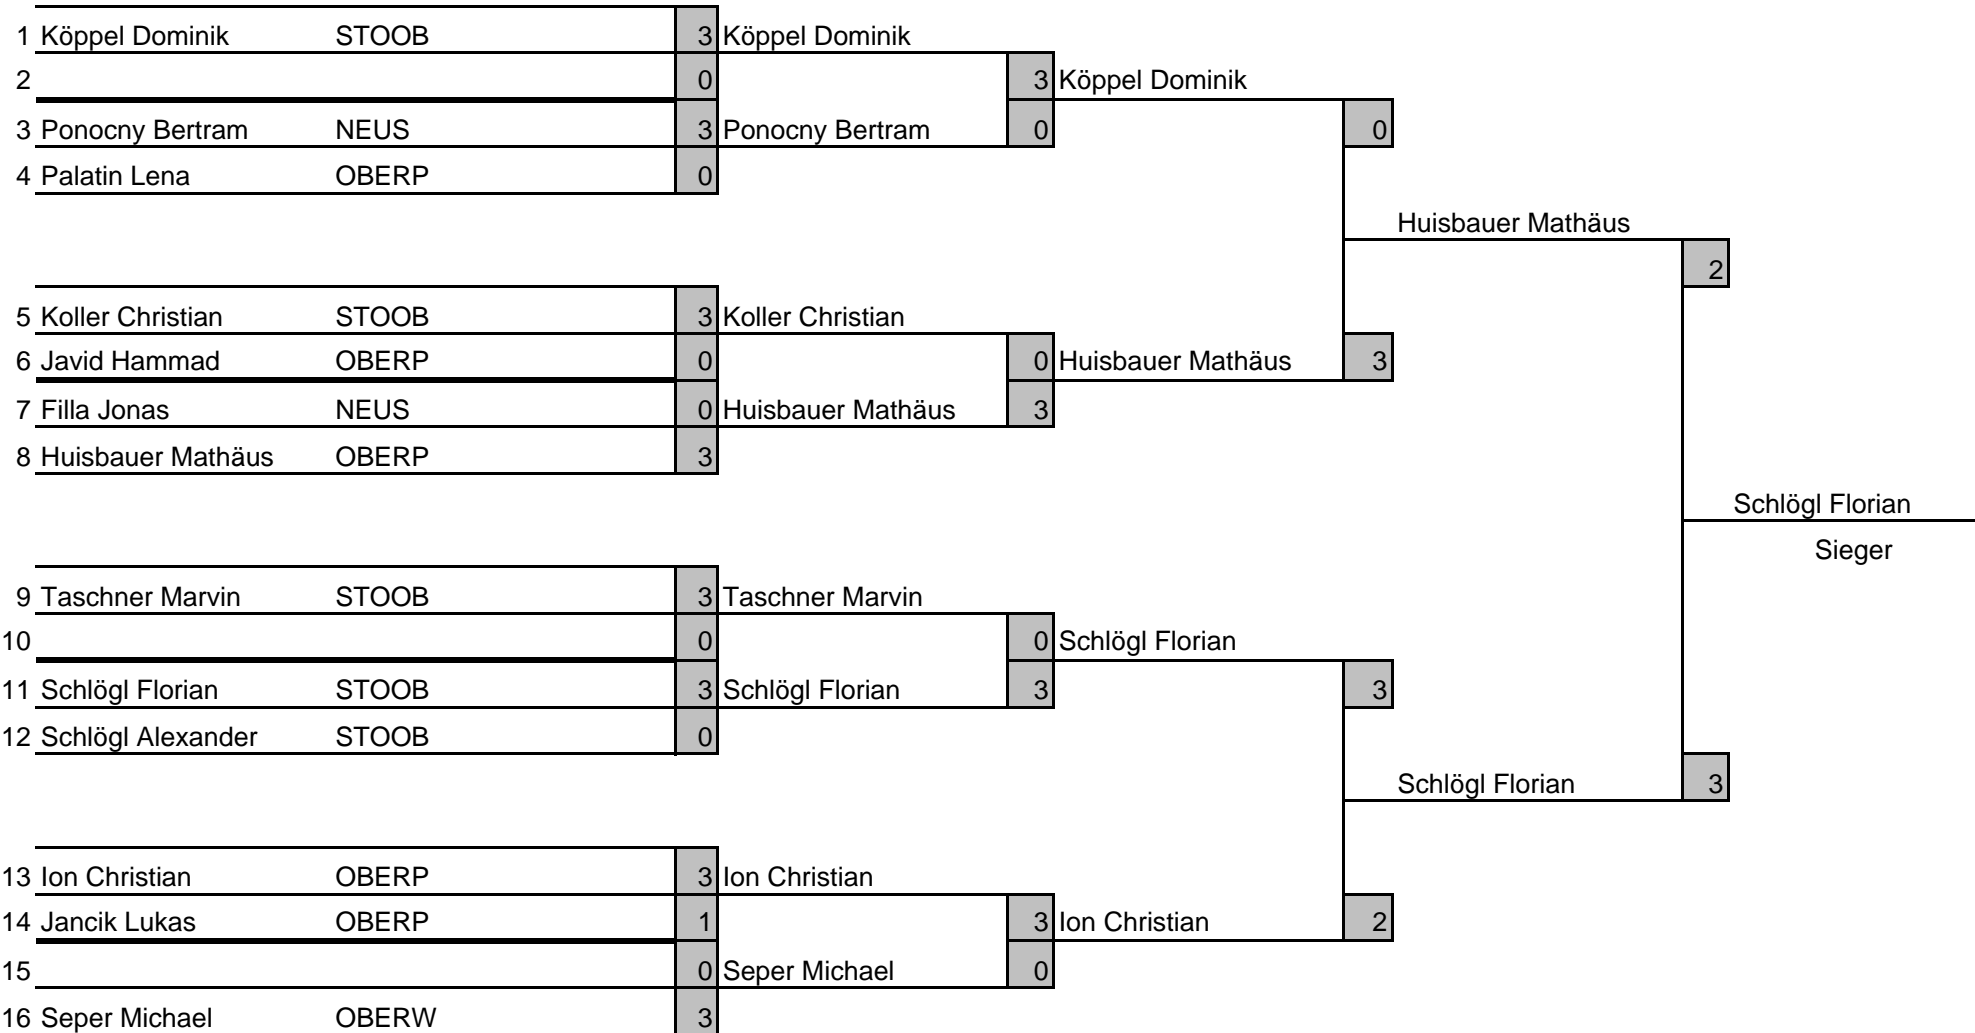 1 Köppel Dominik STOOB 3 Köppel Dominik
2 0 3 Köppel Dominik
3 Ponocny Bertram NEUS 3 Ponocny Bertram 0 0
4 Palatin Lena OBERP 0
Huisbauer Mathäus
2
5 Koller Christian STOOB 3 Koller Christian
6 Javid Hammad OBERP 0 0 Huisbauer Mathäus 3
7 Filla Jonas NEUS 0 Huisbauer Mathäus 3
8 Huisbauer Mathäus OBERP 3
Schlögl Florian
Sieger
9 Taschner Marvin STOOB 3 Taschner Marvin
10 0 0 Schlögl Florian
11 Schlögl Florian STOOB 3 Schlögl Florian 3 3
12 Schlögl Alexander STOOB 0
Schlögl Florian 3
13 Ion Christian OBERP 3 Ion Christian
14 Jancik Lukas OBERP 1 3 Ion Christian 2
15 0 Seper Michael 0
16 Seper Michael OBERW 3